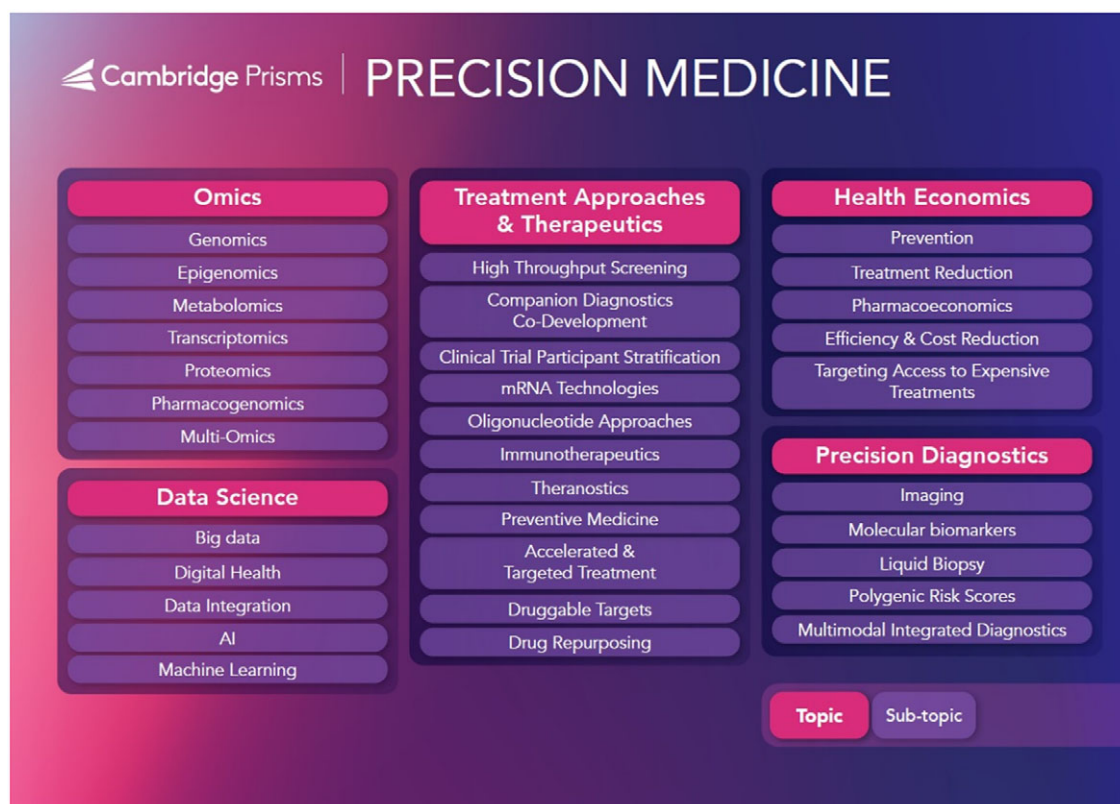 Cambridge Prisms
PRECISION MEDICINE
Omics
Genomics
Epigenomics
Metabolomics
Transcriptomics
Proteomics
Pharmacogenomics
Multi-Omics
Data Science
Big data
Digital Health
Data Integration
AI
Machine Learning
Treatment Approaches
& Therapeutics
High Throughput Screening
Companion Diagnostics
Co-Development
Clinical Trial Participant Stratification
mRNA Technologies
Oligonucleotide Approaches
Immunotherapeutics
Theranostics
Preventive Medicine
Accelerated &
Targeted Treatment
Druggable Targets
Drug Repurposing
Health Economics
Prevention
Treatment Reduction
Pharmacoeconomics
Efficiency & Cost Reduction
Targeting Access to Expensive
Treatments
Precision Diagnostics
Imaging
Molecular biomarkers
Liquid Biopsy
Polygenic Risk Scores
Multimodal Integrated Diagnostics
Topic
Sub-topic